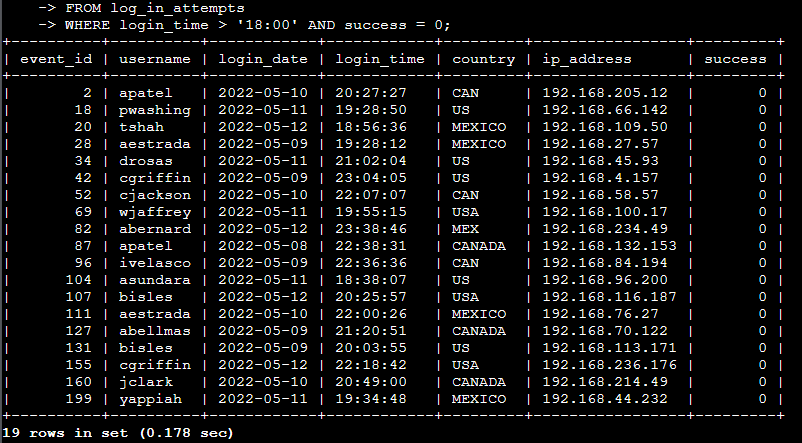 -> FROM log_in_attempts
    -> WHERE login_time > '18:00' AND success = 0;
+----------+----------+------------+------------+---------+-----------------+---------+
| event_id | username | login_date | login_time | country | ip_address      | success |
+----------+----------+------------+------------+---------+-----------------+---------+
|        2 | apatel   | 2022-05-10 | 20:27:27   | CAN     | 192.168.205.12  |       0 |
|       18 | pwashing | 2022-05-11 | 19:28:50   | US      | 192.168.66.142  |       0 |
|       20 | tshah    | 2022-05-12 | 18:56:36   | MEXICO  | 192.168.109.50  |       0 |
|       28 | aestrada | 2022-05-09 | 19:28:12   | MEXICO  | 192.168.27.57   |       0 |
|       34 | drosas   | 2022-05-11 | 21:02:04   | US      | 192.168.45.93   |       0 |
|       42 | cgriffin | 2022-05-09 | 23:04:05   | US      | 192.168.4.157   |       0 |
|       52 | cjackson | 2022-05-10 | 22:07:07   | CAN     | 192.168.58.57   |       0 |
|       69 | wjaffrey | 2022-05-11 | 19:55:15   | USA     | 192.168.100.17  |       0 |
|       82 | abernard | 2022-05-12 | 23:38:46   | MEX     | 192.168.234.49  |       0 |
|       87 | apatel   | 2022-05-08 | 22:38:31   | CANADA  | 192.168.132.153 |       0 |
|       96 | ivelasco | 2022-05-09 | 22:36:36   | CAN     | 192.168.84.194  |       0 |
|      104 | asundara | 2022-05-11 | 18:38:07   | US      | 192.168.96.200  |       0 |
|      107 | bisles   | 2022-05-12 | 20:25:57   | USA     | 192.168.116.187 |       0 |
|      111 | aestrada | 2022-05-10 | 22:00:26   | MEXICO  | 192.168.76.27   |       0 |
|      127 | abellmas | 2022-05-09 | 21:20:51   | CANADA  | 192.168.70.122  |       0 |
|      131 | bisles   | 2022-05-09 | 20:03:55   | US      | 192.168.113.171 |       0 |
|      155 | cgriffin | 2022-05-12 | 22:18:42   | USA     | 192.168.236.176 |       0 |
|      160 | jclark   | 2022-05-10 | 20:49:00   | CANADA  | 192.168.214.49  |       0 |
|      199 | yappiah  | 2022-05-11 | 19:34:48   | MEXICO  | 192.168.44.232  |       0 |
+----------+----------+------------+------------+---------+-----------------+---------+
19 rows in set (0.178 sec)